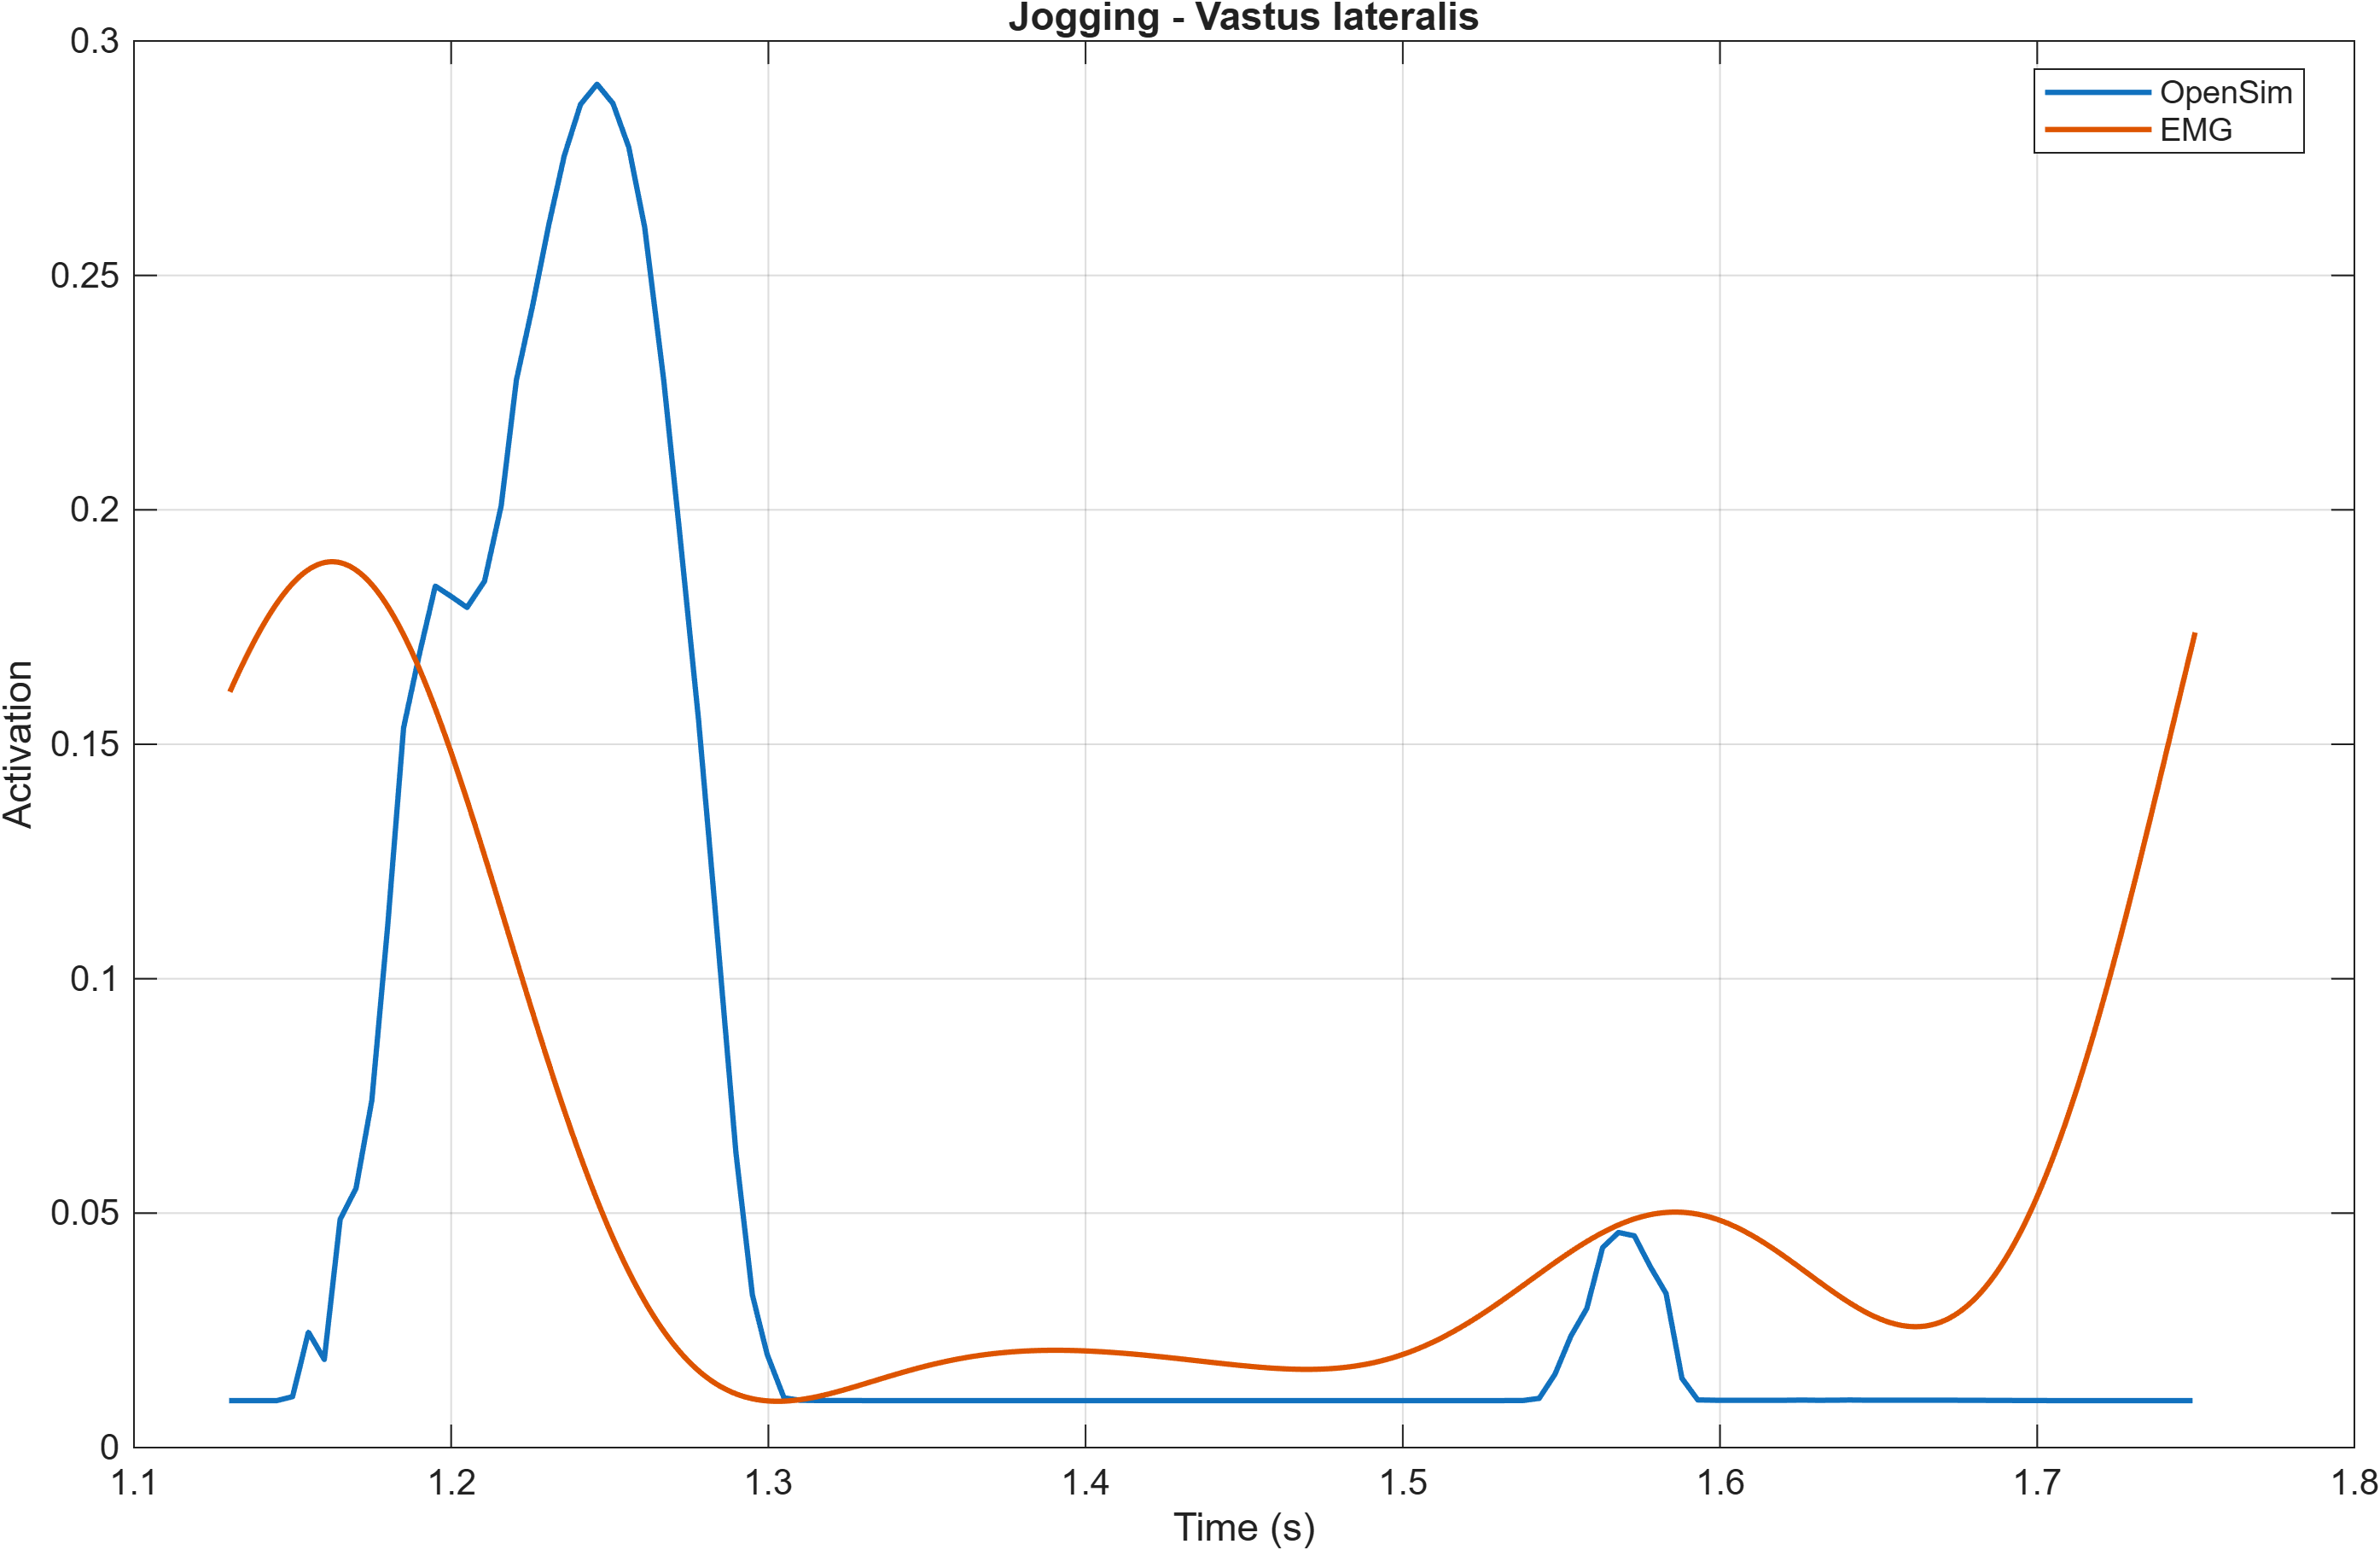 Jogging - Vastus lateralis
OpenSim
EMG
Activation
0.3
0.25
0.2
0.15
0.1
0.05
0
1.1 1.2 1.3 1.4 1.5 1.6 1.7 1.8
Time (s)